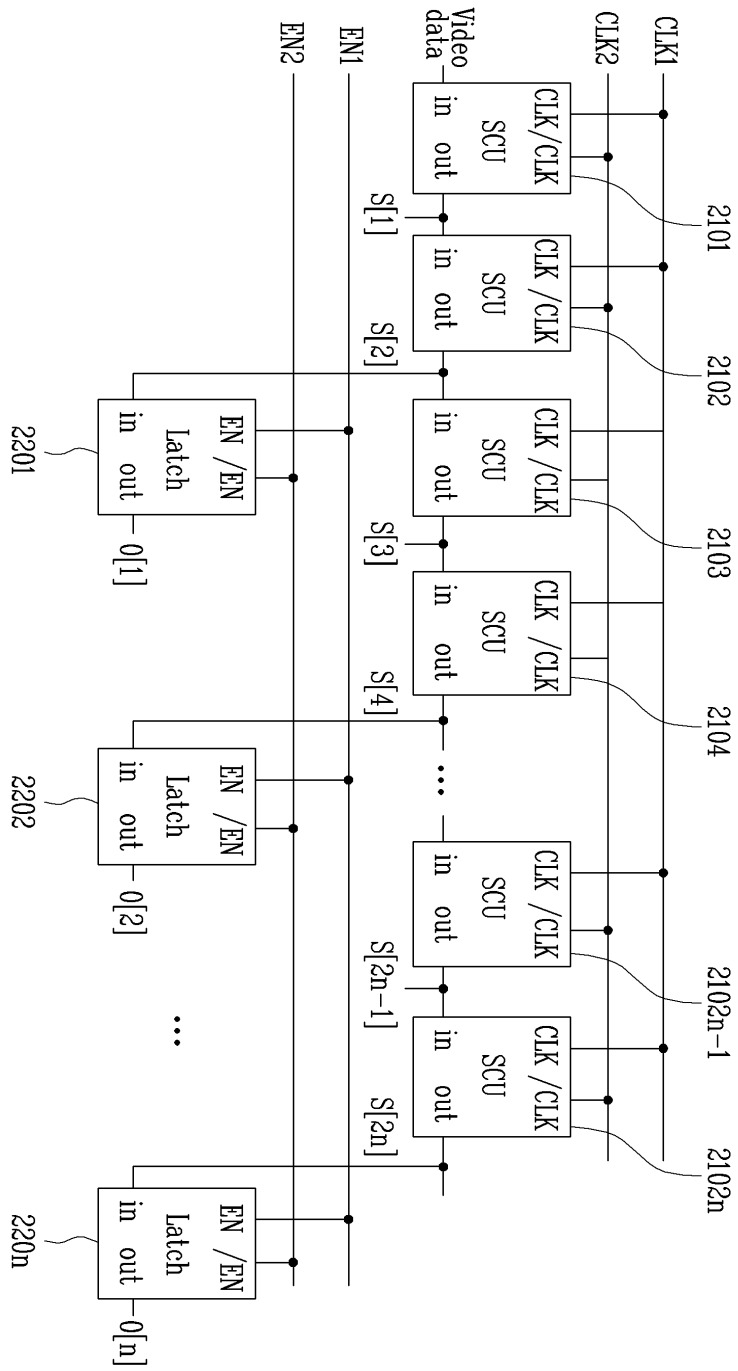 2101
2102
2103
2104
2102n-1
2102n
CLK1
CLK2
CLK/CLK
SCU
in out
CLK /CLK
SCU
in out
CLK /CLK
SCU
in out
CLK /CLK
SCU
in out
CLK /CLK
SCU
in out
CLK /CLK
SCU
in out
Video
data
...
S[1]
S[2]
S[3]
S[4]
S[2n-1]
S[2n]
EN1
EN2
EN /EN
Latch
in out
O[1]
EN /EN
Latch
in out
O[2]
...
EN /EN
Latch
in out
O[n]
2201
2202
220n